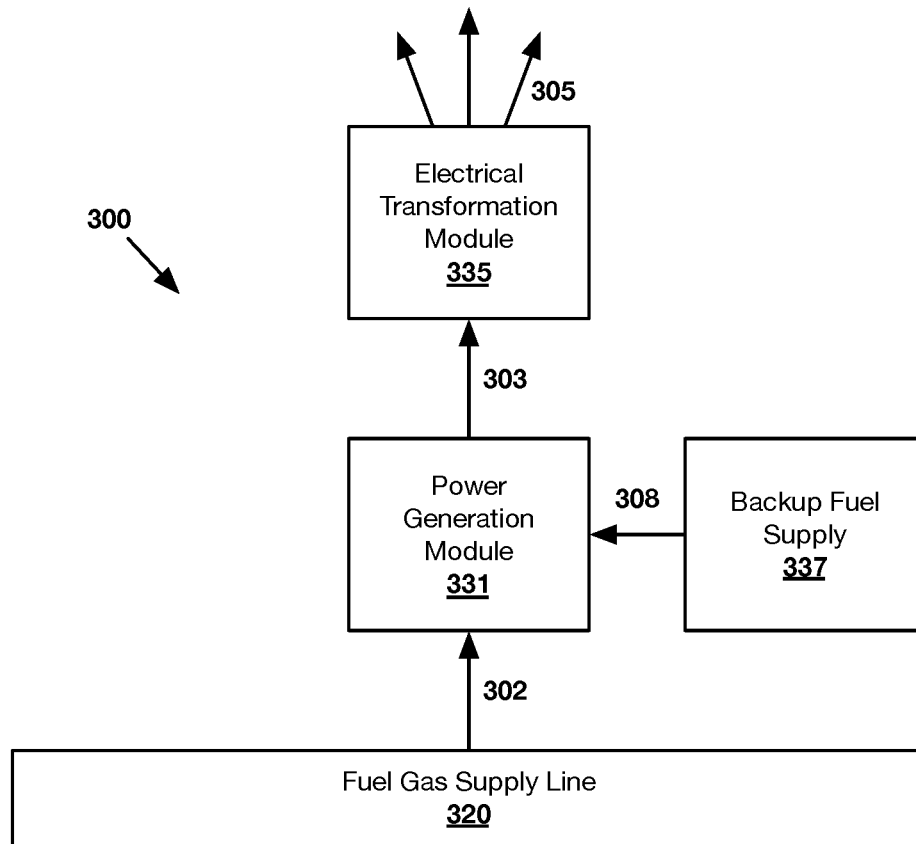 305
Electrical
Transformation
Module
335
300
303
Power
Generation
Module
331
308
Backup Fuel
Supply
337
302
Fuel Gas Supply Line
320